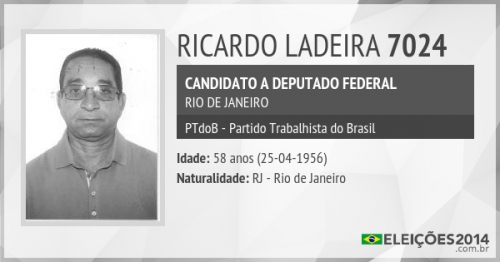 RICARDO LADEIRA 7024
CANDIDATO A DEPUTADO FEDERAL
RIO DE JANEIRO
PTdoB - Partido Trabalhista do Brasil
Idade: 58 anos (25-04-1956)
Naturalidade: RJ - Rio de Janeiro
ELEIÇÕES2014
.com.br